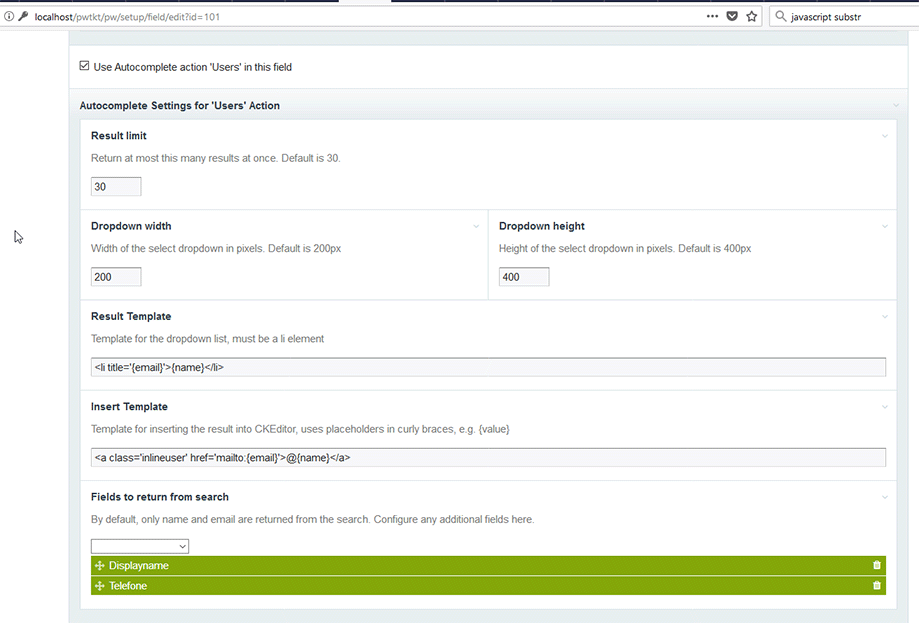 localhost/pwtkt/pw/setup/field/edit?id=101
javascript substr
Use Autocomplete action 'Users' in this field
Autocomplete Settings for 'Users' Action
Result limit
Return at most this many results at once. Default is 30.
30
Dropdown width
Width of the select dropdown in pixels. Default is 200px
200
Dropdown height
Height of the select dropdown in pixels. Default is 400px
400
Result Template
Template for the dropdown list, must be a li element
<li title='{email}'>{name}</li>
Insert Template
Template for inserting the result into CKEditor, uses placeholders in curly braces, e.g. {value}
<a class='inlineuser' href='mailto:{email}'>@{name}</a>
Fields to return from search
By default, only name and email are returned from the search. Configure any additional fields here.
Displayname
Telefone